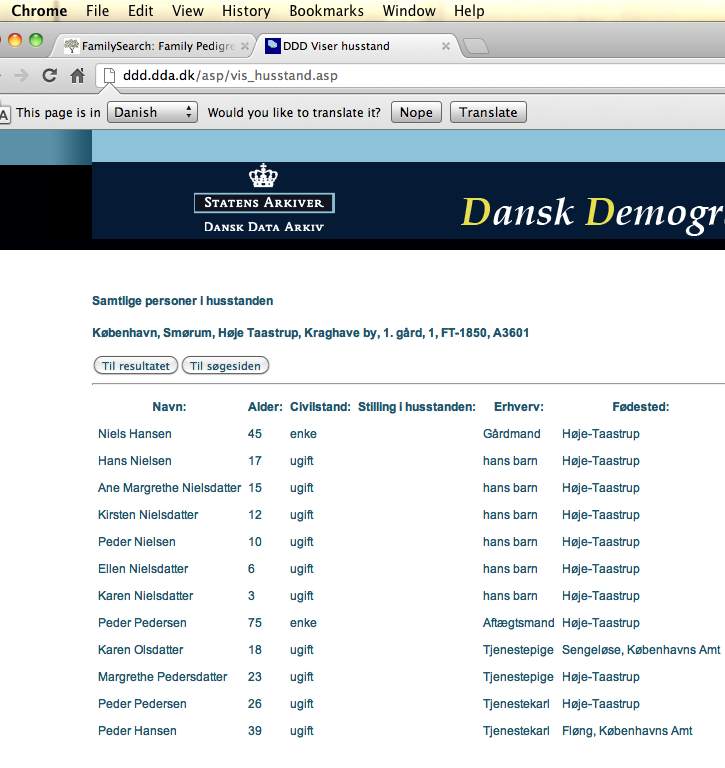 Chrome File Edit View History Bookmarks Window Help
FamilySearch: Family Pedigre × DDD Viser husstand ×
ddd.dda.dk/asp/vis_husstand.asp
A This page is in Danish Would you like to translate it? Nope Translate
STATENS ARKIVER
DANSK DATA ARKIV
Dansk Demogr
Samtlige personer i husstanden
København, Smørum, Høje Taastrup, Kraghave by, 1. gård, 1, FT-1850, A3601
Til resultatet Til søgesiden
Navn: Alder: Civilstand: Stilling i husstanden: Erhverv: Fødested:
Niels Hansen 45 enke Gårdmand Høje-Taastrup
Hans Nielsen 17 ugift hans barn Høje-Taastrup
Ane Margrethe Nielsdatter 15 ugift hans barn Høje-Taastrup
Kirsten Nielsdatter 12 ugift hans barn Høje-Taastrup
Peder Nielsen 10 ugift hans barn Høje-Taastrup
Ellen Nielsdatter 6 ugift hans barn Høje-Taastrup
Karen Nielsdatter 3 ugift hans barn Høje-Taastrup
Peder Pedersen 75 enke Aftægtsmand Høje-Taastrup
Karen Olsdatter 18 ugift Tjenestepige Sengeløse, Københavns Amt
Margrethe Pedersdatter 23 ugift Tjenestepige Høje-Taastrup
Peder Pedersen 26 ugift Tjenestekarl Høje-Taastrup
Peder Hansen 39 ugift Tjenestekarl Fløng, Københavns Amt